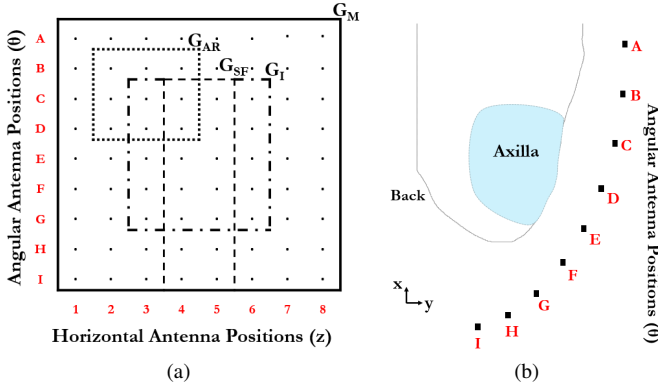 G_M
G_AR
G_SF
G_I
A
B
C
D
E
F
G
H
I
Angular Antenna Positions (θ)
1 2 3 4 5 6 7 8
Horizontal Antenna Positions (z)
(a)
A
B
C
D
E
F
G
H
I
Axilla
Back
x
y
Angular Antenna Positions (θ)
(b)